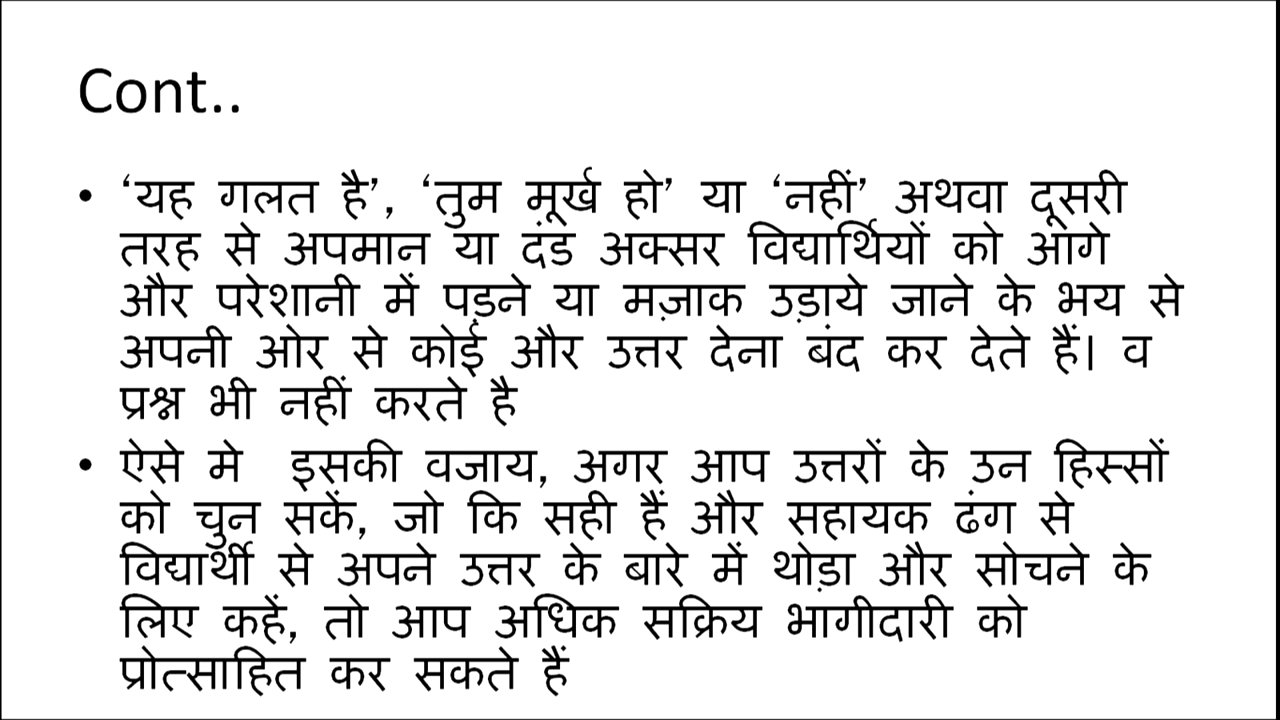 Cont..
• ‘यह गलत है’, ‘तुम मूर्ख हो’ या ‘नहीं’ अथवा दूसरी
तरह से अपमान या दंड अक्सर विद्यार्थियों को आगे
और परेशानी में पड़ने या मज़ाक उड़ाये जाने के भय से
अपनी ओर से कोई और उत्तर देना बंद कर देते हैं। व
प्रश्न भी नहीं करते है
• ऐसे मे इसकी वजाय, अगर आप उत्तरों के उन हिस्सों
को चुन सकें, जो कि सही हैं और सहायक ढंग से
विद्यार्थी से अपने उत्तर के बारे में थोड़ा और सोचने के
लिए कहें, तो आप अधिक सक्रिय भागीदारी को
प्रोत्साहित कर सकते हैं